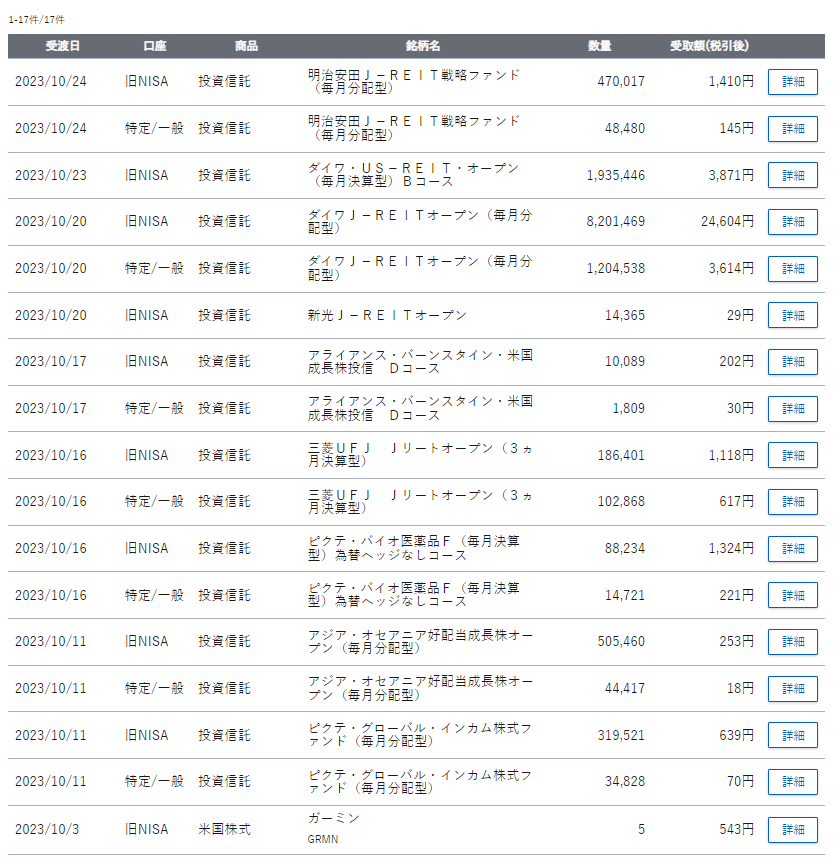 1-17件/17件
受渡日 口座 商品 銘柄名 数量 受取額(税引後)
2023/10/24 旧NISA 投資信託 明治安田Ｊ－ＲＥＩＴ戦略ファンド 470,017 1,410円 詳細
（毎月分配型）
2023/10/24 特定/一般 投資信託 明治安田Ｊ－ＲＥＩＴ戦略ファンド 48,480 145円 詳細
（毎月分配型）
2023/10/23 旧NISA 投資信託 ダイワ・ＵＳ－ＲＥＩＴ・オープン 1,935,446 3,871円 詳細
（毎月決算型）Ｂコース
2023/10/20 旧NISA 投資信託 ダイワＪ－ＲＥＩＴオープン（毎月分 8,201,469 24,604円 詳細
配型）
2023/10/20 特定/一般 投資信託 ダイワＪ－ＲＥＩＴオープン（毎月分 1,204,538 3,614円 詳細
配型）
2023/10/20 旧NISA 投資信託 新光Ｊ－ＲＥＩＴオープン 14,365 29円 詳細
2023/10/17 旧NISA 投資信託 アライアンス・バーンスタイン・米国 10,089 202円 詳細
成長株投信　Ｄコース
2023/10/17 特定/一般 投資信託 アライアンス・バーンスタイン・米国 1,809 30円 詳細
成長株投信　Ｄコース
2023/10/16 旧NISA 投資信託 三菱ＵＦＪ　Ｊリートオープン（３ヵ 186,401 1,118円 詳細
月決算型）
2023/10/16 特定/一般 投資信託 三菱ＵＦＪ　Ｊリートオープン（３ヵ 102,868 617円 詳細
月決算型）
2023/10/16 旧NISA 投資信託 ピクテ・バイオ医薬品Ｆ（毎月決算 88,234 1,324円 詳細
型）為替ヘッジなしコース
2023/10/16 特定/一般 投資信託 ピクテ・バイオ医薬品Ｆ（毎月決算 14,721 221円 詳細
型）為替ヘッジなしコース
2023/10/11 旧NISA 投資信託 アジア・オセアニア好配当成長株オー 505,460 253円 詳細
プン（毎月分配型）
2023/10/11 特定/一般 投資信託 アジア・オセアニア好配当成長株オー 44,417 18円 詳細
プン（毎月分配型）
2023/10/11 旧NISA 投資信託 ピクテ・グローバル・インカム株式フ 319,521 639円 詳細
ァンド（毎月分配型）
2023/10/11 特定/一般 投資信託 ピクテ・グローバル・インカム株式フ 34,828 70円 詳細
ァンド（毎月分配型）
2023/10/3 旧NISA 米国株式 ガーミン 5 543円 詳細
GRMN